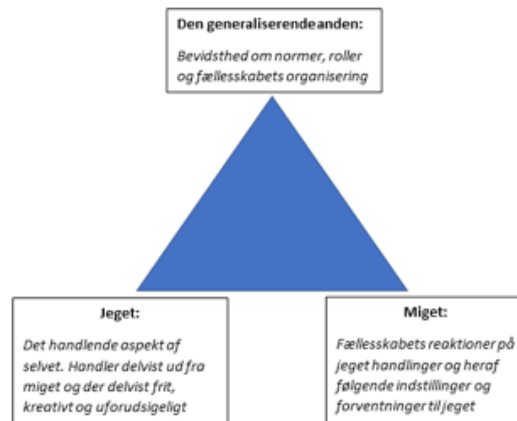 Den generaliserendeanden:
Bevidsthed om normer, roller
og fællesskabets organisering
Jeget:
Det handlende aspekt af
selvet. Handler delvist ud fra
miget og der delvist frit,
kreativt og uforudsigeligt
Miget:
Fællesskabets reaktioner på
jeget handlinger og heraf
følgende indstillinger og
forventninger til jeget